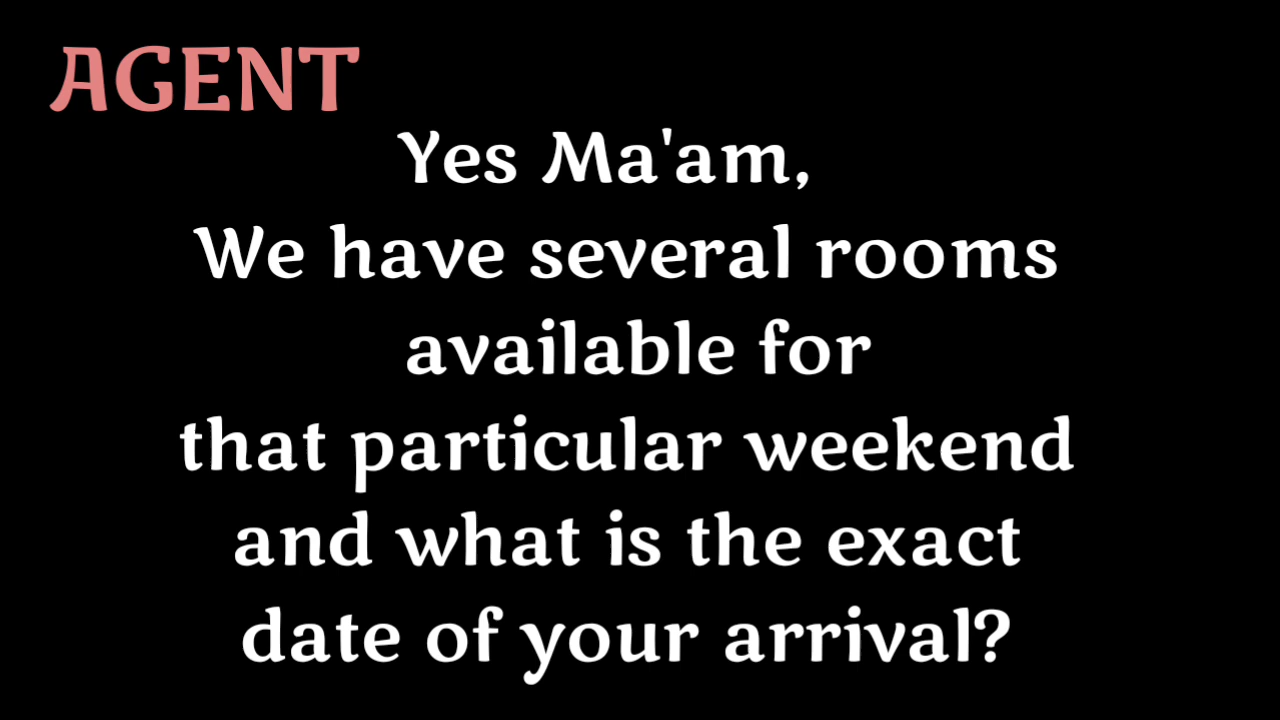 AGENT
Yes Ma'am,
We have several rooms
available for
that particular weekend
and what is the exact
date of your arrival?